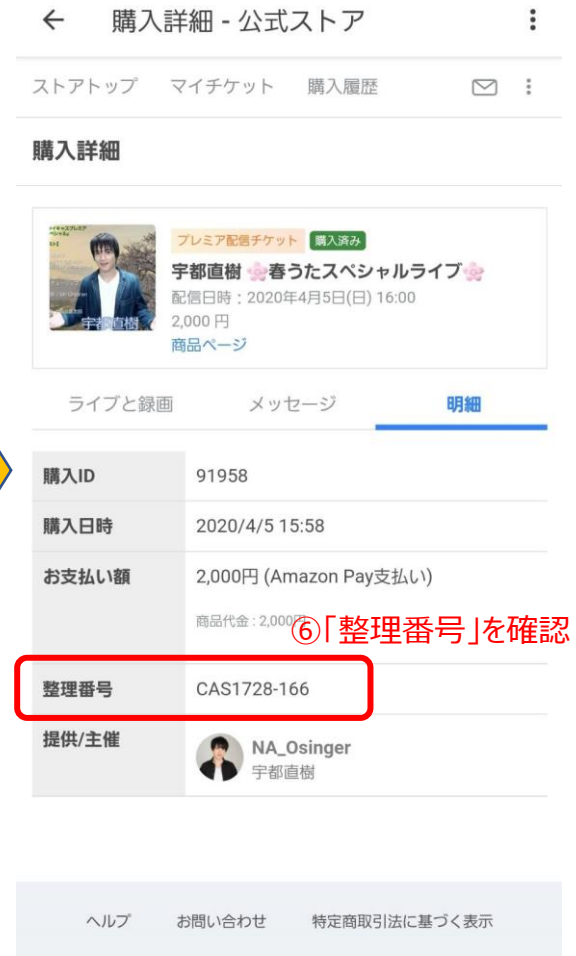 購入詳細 - 公式ストア
ストアトップ マイチケット 購入履歴
購入詳細
プレミア配信チケット 購入済み
宇都直樹 🌸春うたスペシャルライブ🌸
配信日時：2020年4月5日(日) 16:00
2,000 円
商品ページ
宇都直樹
ライブと録画 メッセージ 明細
購入ID 91958
購入日時 2020/4/5 15:58
お支払い額 2,000円 (Amazon Pay支払い)
商品代金 : 2,000円
⑥「整理番号」を確認
整理番号 CAS1728-166
提供/主催 NA_Osinger
宇都直樹
ヘルプ お問い合わせ 特定商取引法に基づく表示